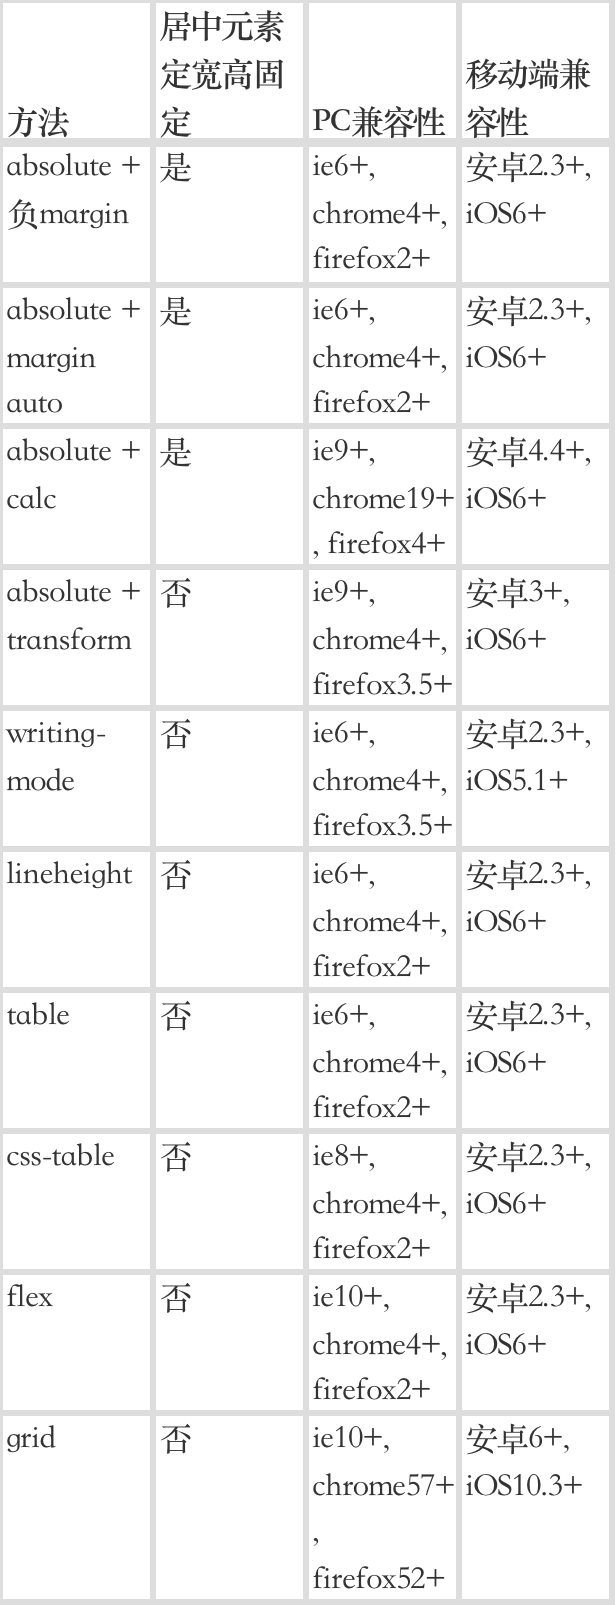 方法
居中元素
定宽高固
定
PC兼容性
移动端兼
容性
absolute +
负margin
是
ie6+,
chrome4+,
firefox2+
安卓2.3+,
iOS6+
absolute +
margin
auto
是
ie6+,
chrome4+,
firefox2+
安卓2.3+,
iOS6+
absolute +
calc
是
ie9+,
chrome19+
, firefox4+
安卓4.4+,
iOS6+
absolute +
transform
否
ie9+,
chrome4+,
firefox3.5+
安卓3+,
iOS6+
writing-
mode
否
ie6+,
chrome4+,
firefox3.5+
安卓2.3+,
iOS5.1+
lineheight
否
ie6+,
chrome4+,
firefox2+
安卓2.3+,
iOS6+
table
否
ie6+,
chrome4+,
firefox2+
安卓2.3+,
iOS6+
css-table
否
ie8+,
chrome4+,
firefox2+
安卓2.3+,
iOS6+
flex
否
ie10+,
chrome4+,
firefox2+
安卓2.3+,
iOS6+
grid
否
ie10+,
chrome57+
,
firefox52+
安卓6+,
iOS10.3+